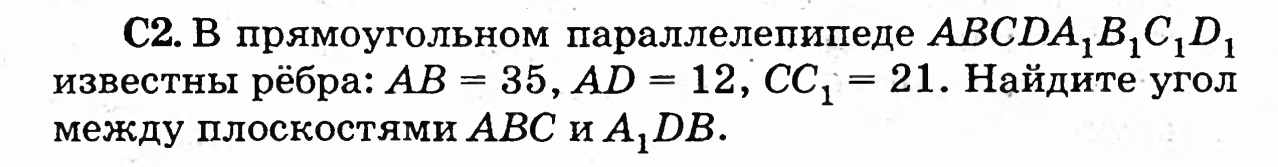 С2. В прямоугольном параллелепипеде ABCDA₁B₁C₁D₁
известны рёбра: AB = 35, AD = 12, CC₁ = 21. Найдите угол
между плоскостями ABC и A₁DB.